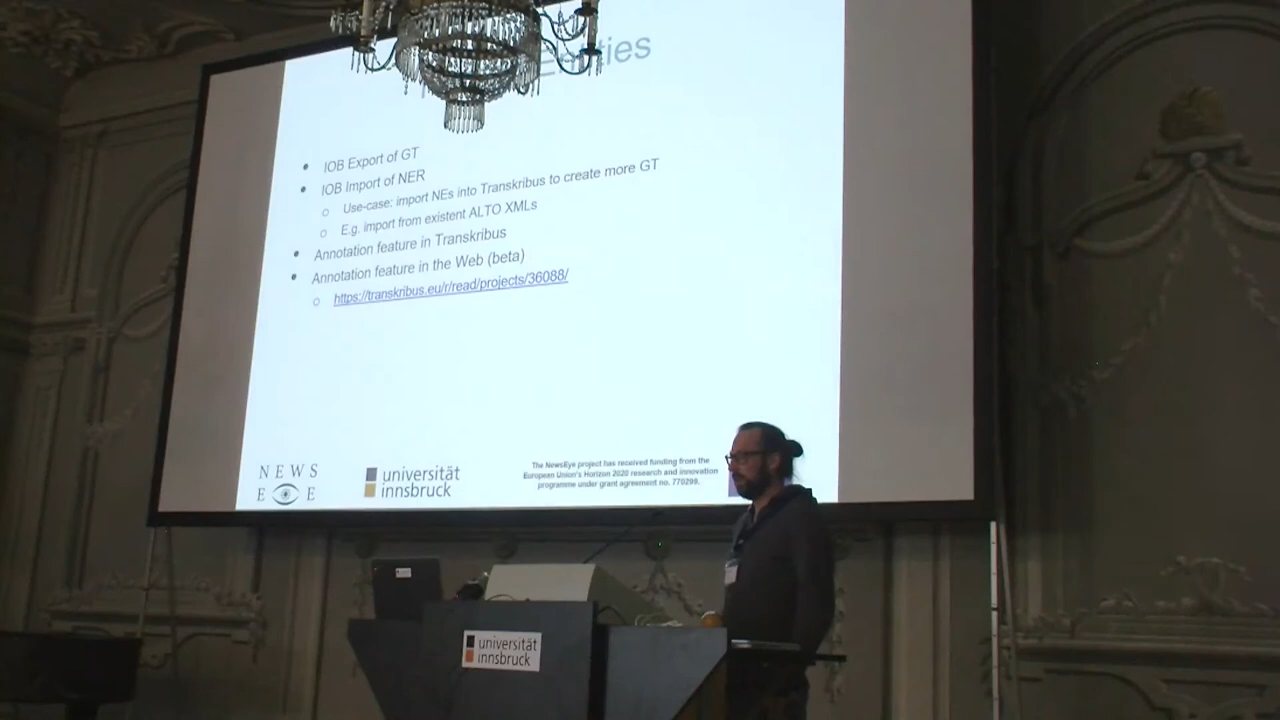 Entities
IOB Export of GT
IOB Import of NER
Use-case: import NEs into Transkribus to create more GT
E.g. import from existent ALTO XMLs
Annotation feature in Transkribus
Annotation feature in the Web (beta)
https://transkribus.eu/r/read/projects/36088/
NEWS
EYE
universität
innsbruck
The NewsEye project has received funding from the
European Union's Horizon 2020 research and innovation
programme under grant agreement no. 770299.
universität
innsbruck